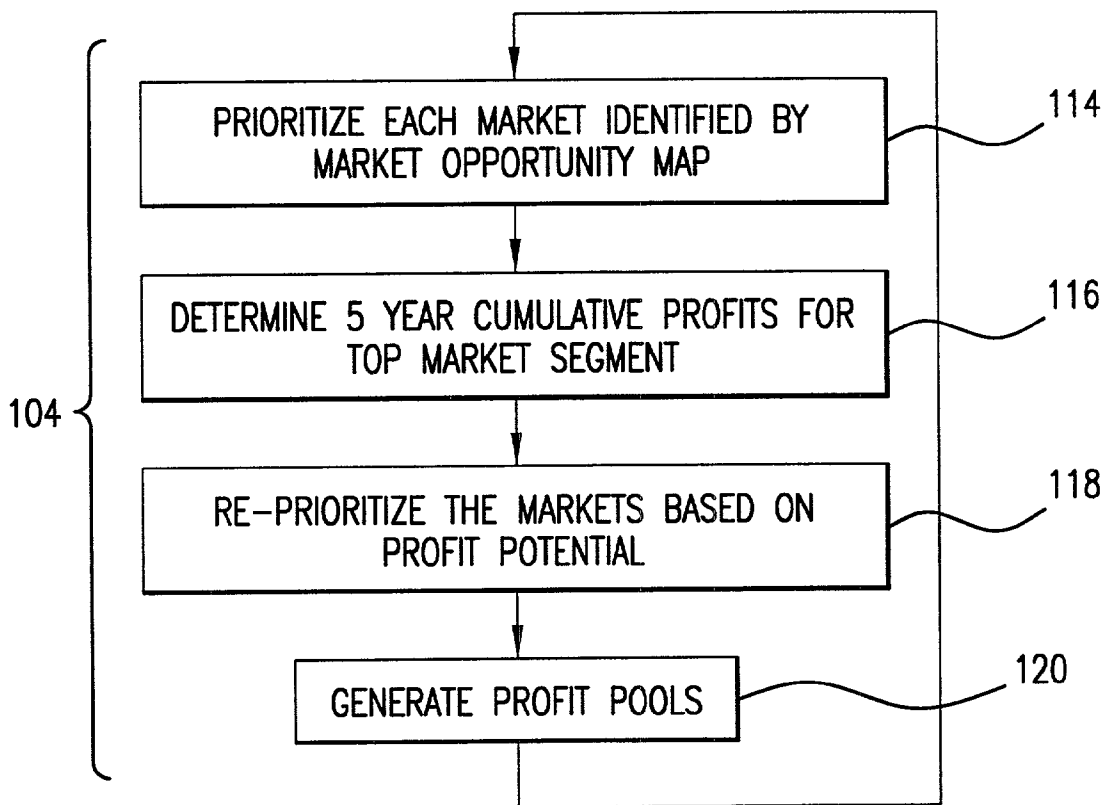 PRIORITIZE EACH MARKET IDENTIFIED BY
MARKET OPPORTUNITY MAP
114
DETERMINE 5 YEAR CUMULATIVE PROFITS FOR
TOP MARKET SEGMENT
116
104
RE-PRIORITIZE THE MARKETS BASED ON
PROFIT POTENTIAL
118
GENERATE PROFIT POOLS
120